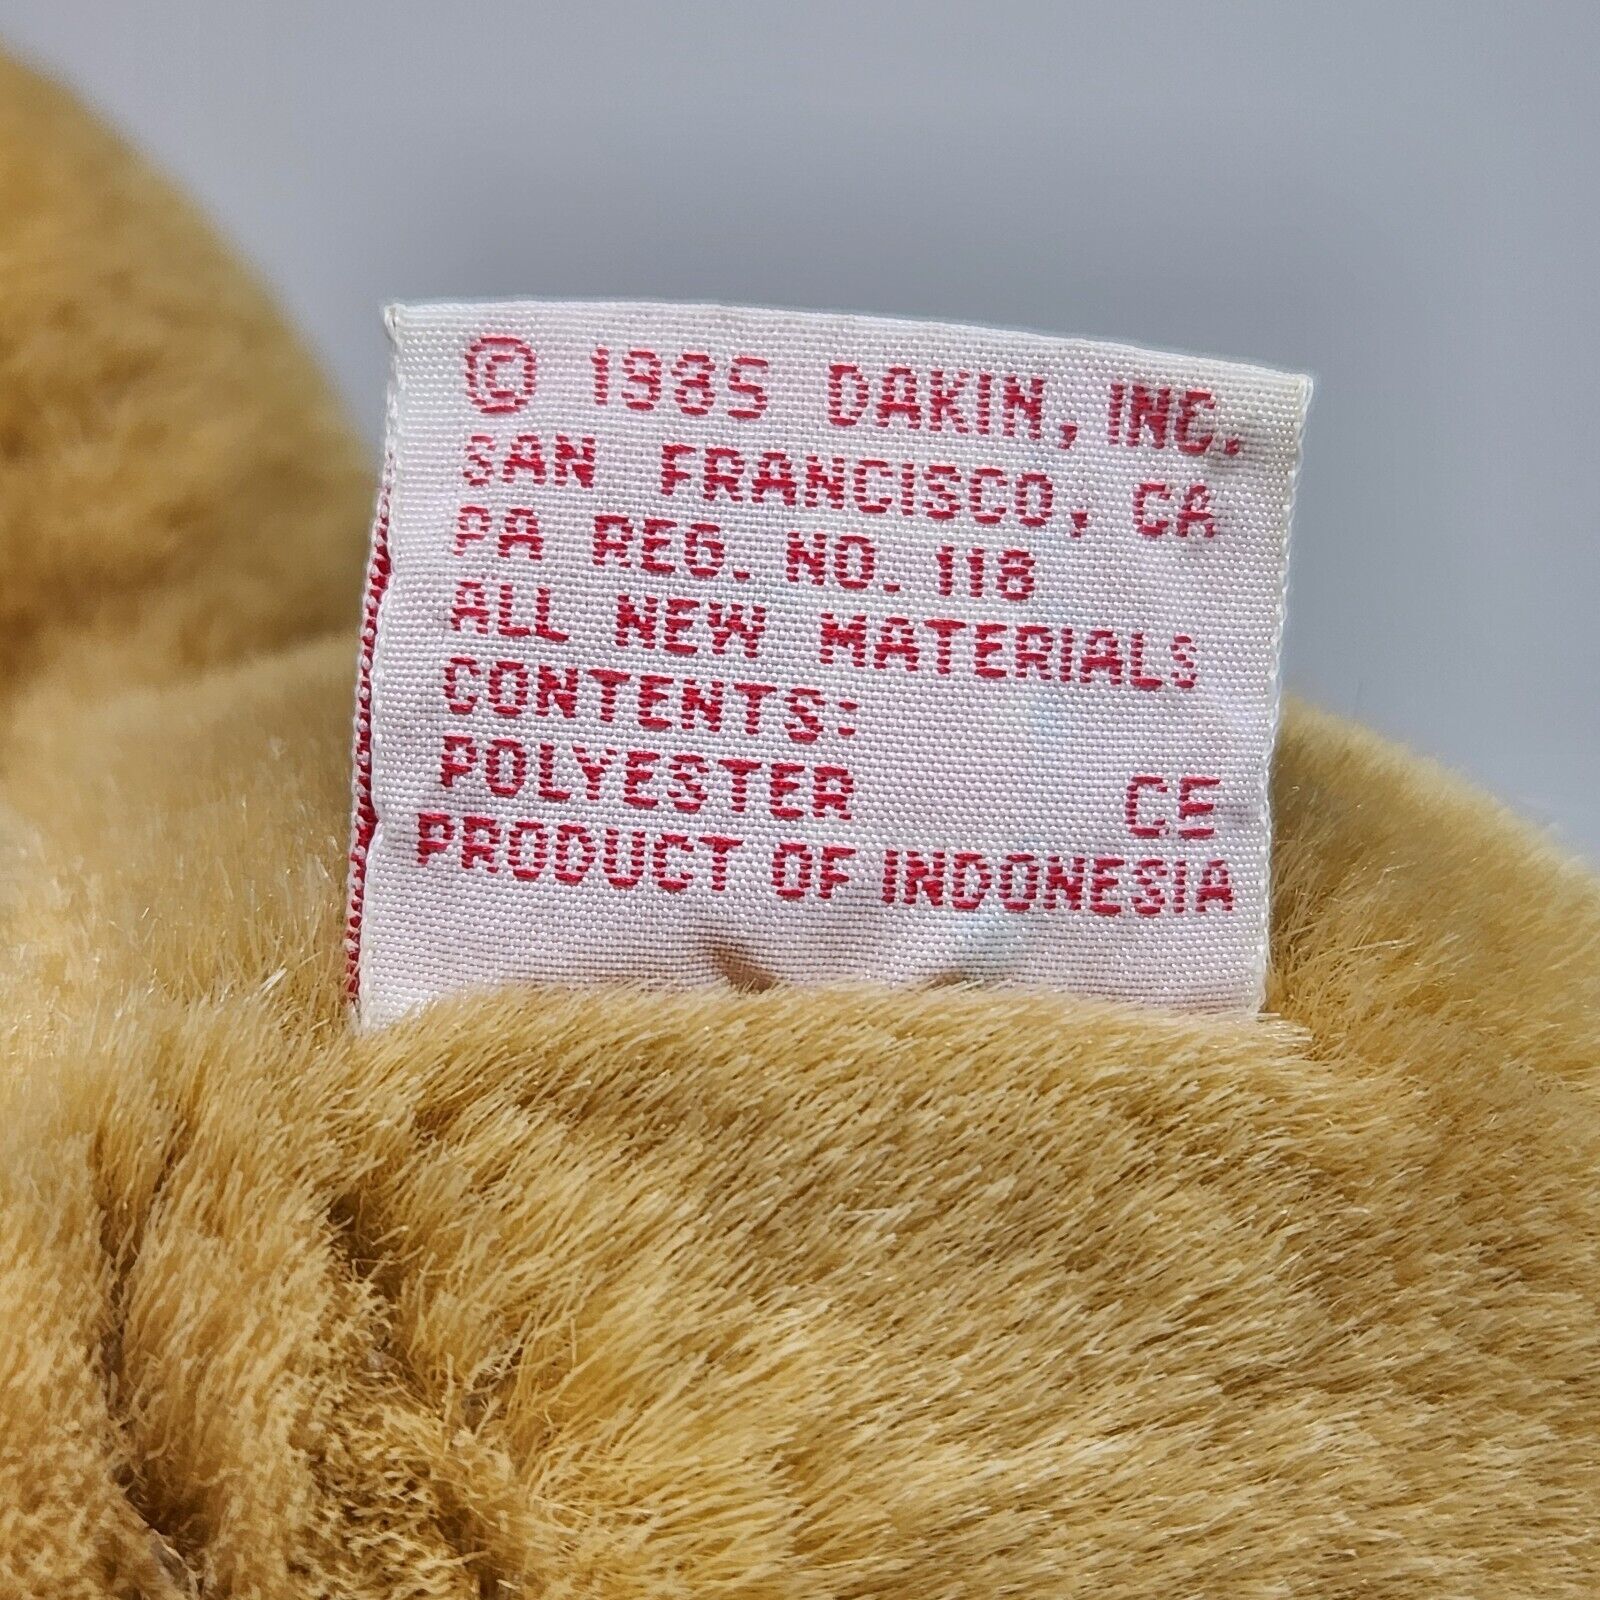 © 1985 DAKIN, INC.
SAN FRANCISCO, CA
PA REG. NO. 118
ALL NEW MATERIALS
CONTENTS:
POLYESTER CE
PRODUCT OF INDONESIA